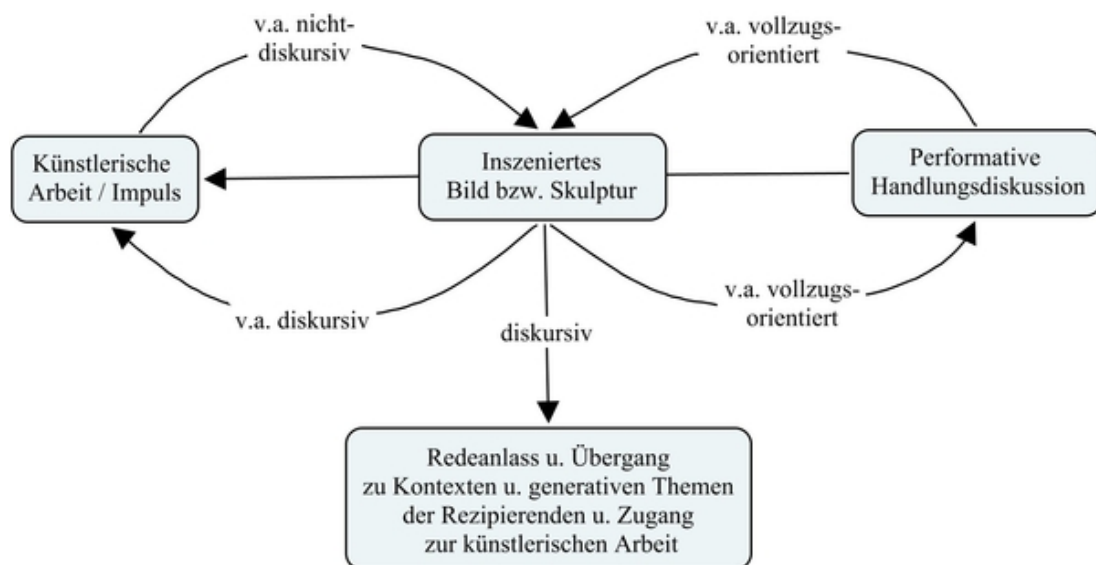 v.a. nicht-
diskursiv
v.a. vollzugs-
orientiert
Künstlerische
Arbeit / Impuls
Inszeniertes
Bild bzw. Skulptur
Performative
Handlungsdiskussion
v.a. diskursiv
diskursiv
v.a. vollzugs-
orientiert
Redeanlass u. Übergang
zu Kontexten u. generativen Themen
der Rezipierenden u. Zugang
zur künstlerischen Arbeit